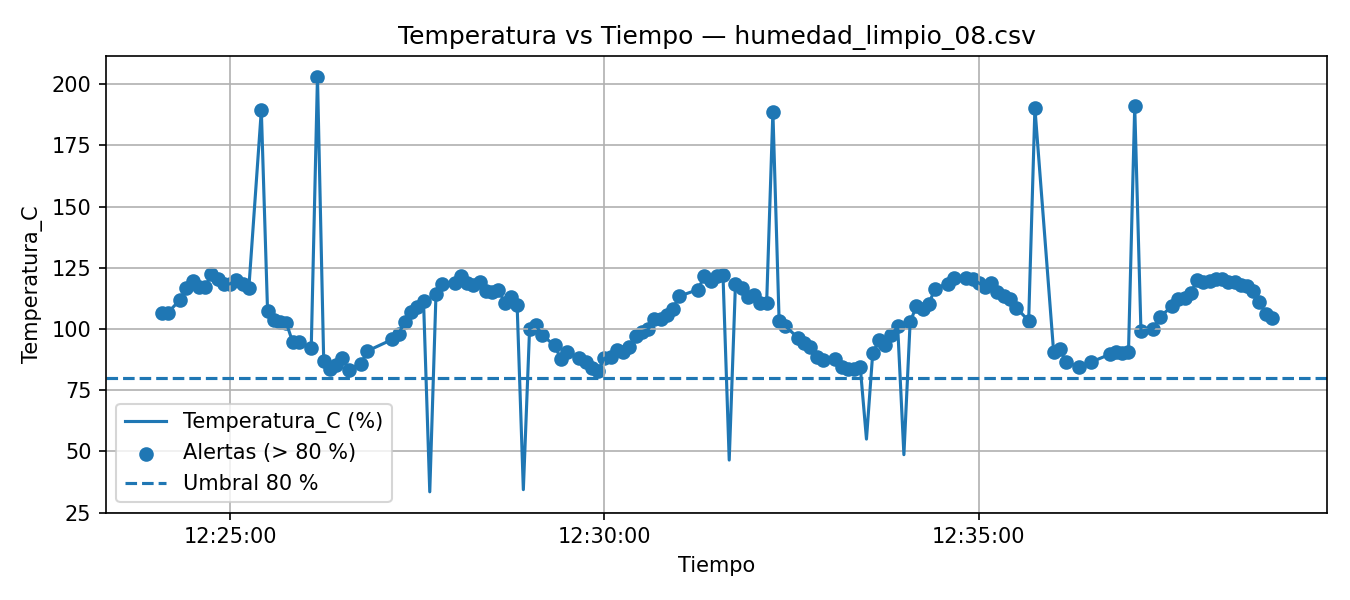 Temperatura vs Tiempo — humedad_limpio_08.csv
Temperatura_C
200
175
150
125
100
75
50
25
Temperatura_C (%)
Alertas (> 80 %)
Umbral 80 %
12:25:00
12:30:00
12:35:00
Tiempo